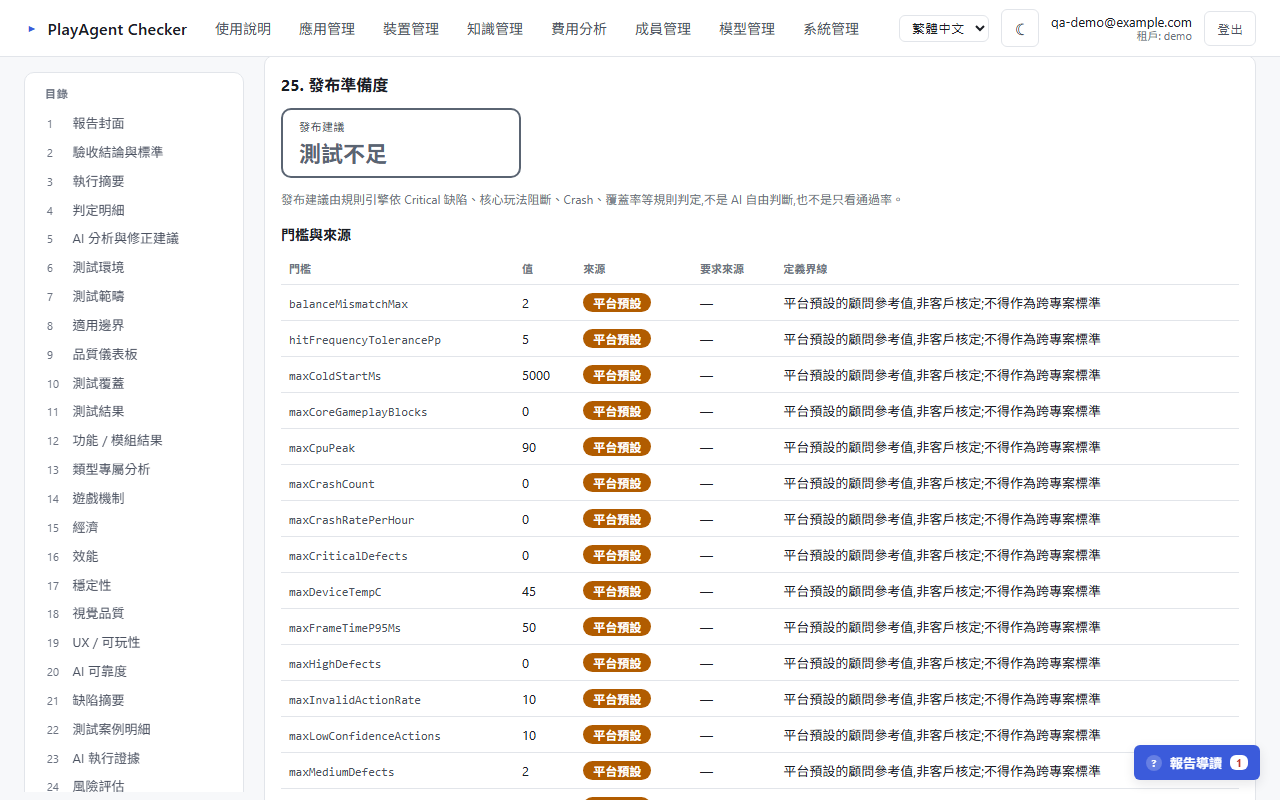 PlayAgent Checker
使用說明
應用管理
裝置管理
知識管理
費用分析
成員管理
模型管理
系統管理
繁體中文
qa-demo@example.com
租戶: demo
登出
目錄
1 報告封面
2 驗收結論與標準
3 執行摘要
4 判定明細
5 AI 分析與修正建議
6 測試環境
7 測試範疇
8 適用邊界
9 品質儀表板
10 測試覆蓋
11 測試結果
12 功能 / 模組結果
13 類型專屬分析
14 遊戲機制
15 經濟
16 效能
17 穩定性
18 視覺品質
19 UX / 可玩性
20 AI 可靠度
21 缺陷摘要
22 測試案例明細
23 AI 執行證據
24 風險評估
25. 發布準備度
發布建議
測試不足
發布建議由規則引擎依 Critical 缺陷、核心玩法阻斷、Crash、覆蓋率等規則判定,不是 AI 自由判斷,也不是只看通過率。
門檻與來源
門檻 值 來源 要求來源 定義界線
balanceMismatchMax 2 平台預設 — 平台預設的顧問參考值,非客戶核定;不得作為跨專案標準
hitFrequencyTolerancePp 5 平台預設 — 平台預設的顧問參考值,非客戶核定;不得作為跨專案標準
maxColdStartMs 5000 平台預設 — 平台預設的顧問參考值,非客戶核定;不得作為跨專案標準
maxCoreGameplayBlocks 0 平台預設 — 平台預設的顧問參考值,非客戶核定;不得作為跨專案標準
maxCpuPeak 90 平台預設 — 平台預設的顧問參考值,非客戶核定;不得作為跨專案標準
maxCrashCount 0 平台預設 — 平台預設的顧問參考值,非客戶核定;不得作為跨專案標準
maxCrashRatePerHour 0 平台預設 — 平台預設的顧問參考值,非客戶核定;不得作為跨專案標準
maxCriticalDefects 0 平台預設 — 平台預設的顧問參考值,非客戶核定;不得作為跨專案標準
maxDeviceTempC 45 平台預設 — 平台預設的顧問參考值,非客戶核定;不得作為跨專案標準
maxFrameTimeP95Ms 50 平台預設 — 平台預設的顧問參考值,非客戶核定;不得作為跨專案標準
maxHighDefects 0 平台預設 — 平台預設的顧問參考值,非客戶核定;不得作為跨專案標準
maxInvalidActionRate 10 平台預設 — 平台預設的顧問參考值,非客戶核定;不得作為跨專案標準
maxLowConfidenceActions 10 平台預設 — 平台預設的顧問參考值,非客戶核定;不得作為跨專案標準
maxMediumDefects 2 平台預設 — 平台預設的顧問參考值,非客戶核定;不得作為跨專案標準
? 報告導讀 1